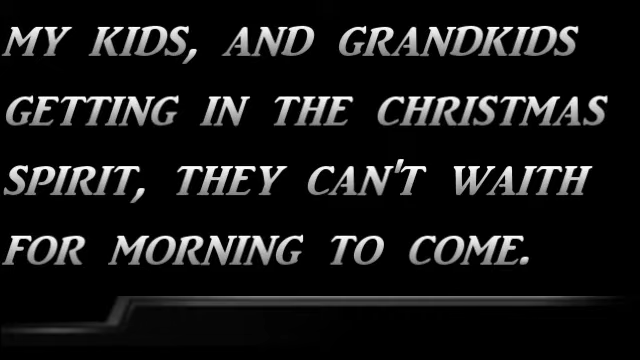 MY KIDS, AND GRANDKIDS
GETTING IN THE CHRISTMAS
SPIRIT, THEY CAN'T WAITH
FOR MORNING TO COME.